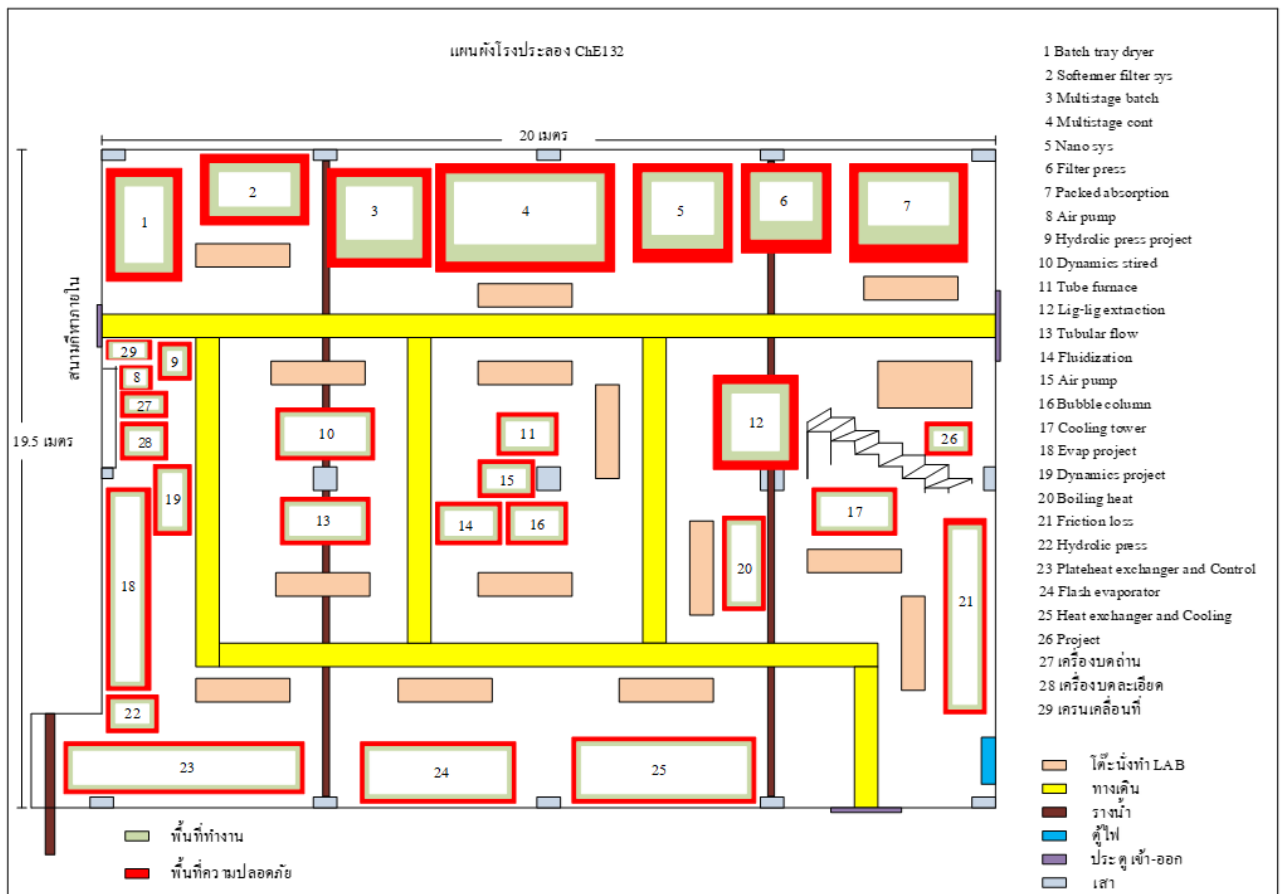 แผนผังโรงประลอง ChE132
20 เมตร
19.5 เมตร
สนามกีฬาภายใน
1
2
3
4
5
6
7
29
9
8
27
28
10
11
12
26
19
15
13
14
16
17
18
20
21
22
23
24
25
พื้นที่ทำงาน
พื้นที่ความปลอดภัย
1 Batch tray dryer
2 Softenner filter sys
3 Multistage batch
4 Multistage cont
5 Nano sys
6 Filter press
7 Packed absorption
8 Air pump
9 Hydrolic press project
10 Dynamics stired
11 Tube furnace
12 Lig-lig extraction
13 Tubular flow
14 Fluidization
15 Air pump
16 Bubble column
17 Cooling tower
18 Evap project
19 Dynamics project
20 Boiling heat
21 Friction loss
22 Hydrolic press
23 Plateheat exchanger and Control
24 Flash evaporator
25 Heat exchanger and Cooling
26 Project
27 เครื่องบดถ่าน
28 เครื่องบดละเอียด
29 เครนเคลื่อนที่
โต๊ะนั่งทำ LAB
ทางเดิน
รางน้ำ
ตู้ไฟ
ประตู เข้า-ออก
เสา